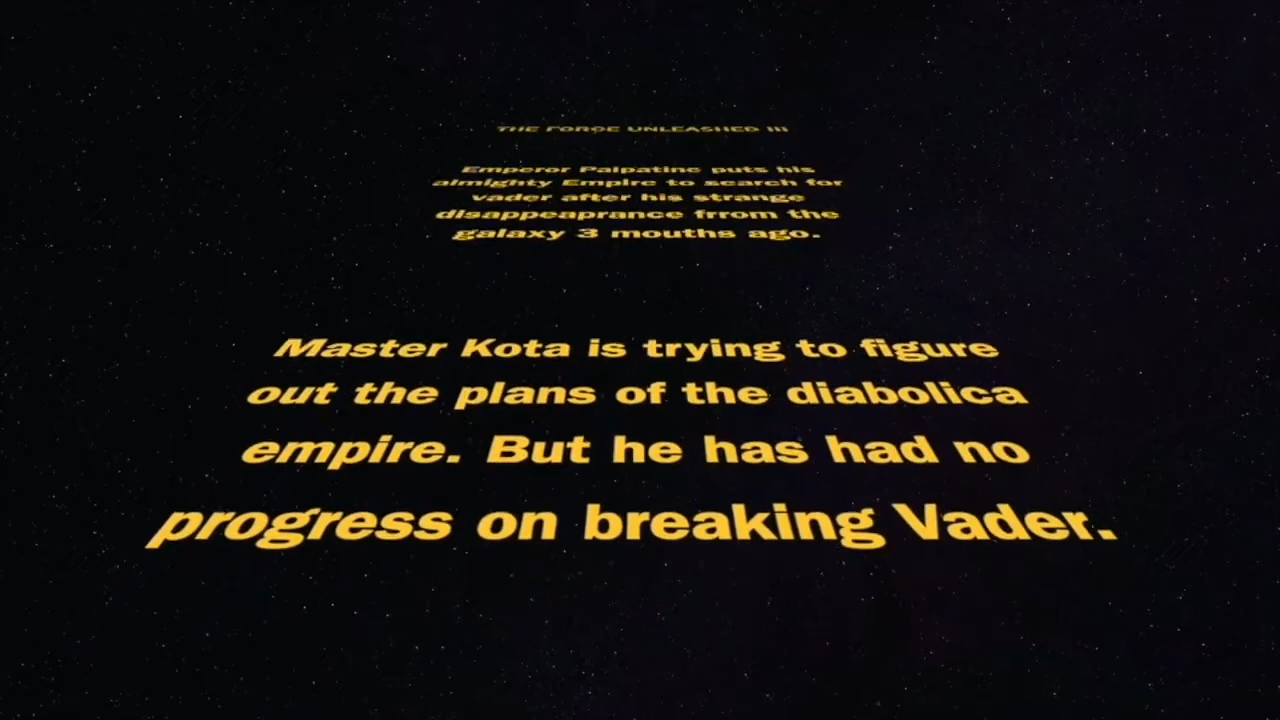 THE FORCE UNLEASHED III
Emperor Palpatine puts his
almighty Empire to search for
vader after his strange
disappeaprance frrom the
galaxy 3 mouths ago.
Master Kota is trying to figure
out the plans of the diabolica
empire. But he has had no
progress on breaking Vader.